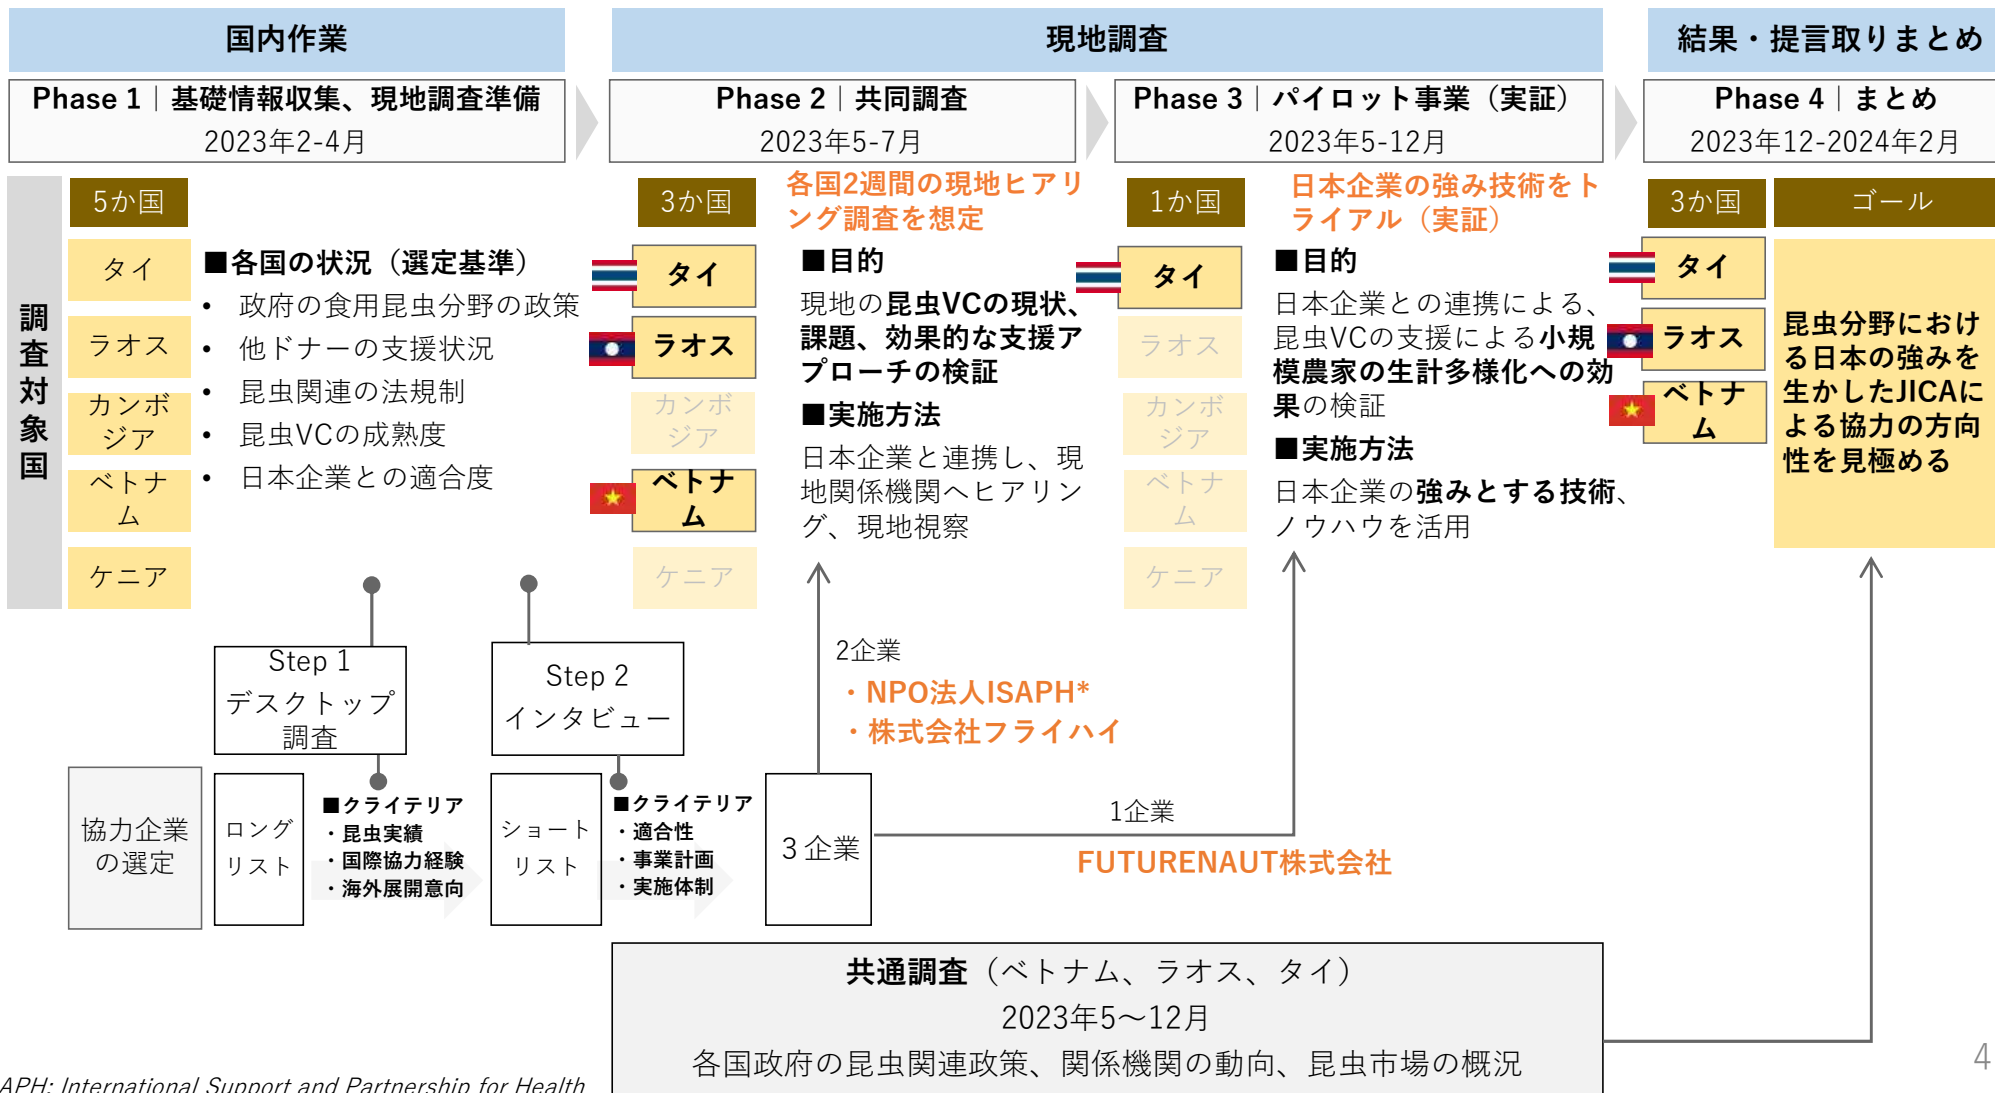 国内作業
現地調査
結果・提言取りまとめ
Phase 1｜基礎情報収集、現地調査準備
2023年2-4月
Phase 2｜共同調査
2023年5-7月
Phase 3｜パイロット事業（実証）
2023年5-12月
Phase 4｜まとめ
2023年12-2024年2月
調査対象国
5か国
タイ
ラオス
カンボ
ジア
ベトナ
ム
ケニア
■各国の状況（選定基準）
• 政府の食用昆虫分野の政策
• 他ドナーの支援状況
• 昆虫関連の法規制
• 昆虫VCの成熟度
• 日本企業との適合度
3か国
タイ
ラオス
カンボ
ジア
ベトナ
ム
ケニア
各国2週間の現地ヒアリ
ング調査を想定
■目的
現地の昆虫VCの現状、
課題、効果的な支援ア
プローチの検証
■実施方法
日本企業と連携し、現
地関係機関へヒアリン
グ、現地視察
1か国
タイ
ラオス
カンボ
ジア
ベトナ
ム
ケニア
日本企業の強み技術をト
ライアル（実証）
■目的
日本企業との連携による、
昆虫VCの支援による小規
模農家の生計多様化への効
果の検証
■実施方法
日本企業の強みとする技術、
ノウハウを活用
3か国
タイ
ラオス
ベトナ
ム
ゴール
昆虫分野におけ
る日本の強みを
生かしたJICAに
よる協力の方向
性を見極める
Step 1
デスクトップ
調査
Step 2
インタビュー
2企業
・NPO法人ISAPH*
・株式会社フライハイ
協力企業
の選定
ロング
リスト
■クライテリア
・昆虫実績
・国際協力経験
・海外展開意向
ショート
リスト
■クライテリア
・適合性
・事業計画
・実施体制
3企業
1企業
FUTURENAUT株式会社
共通調査（ベトナム、ラオス、タイ）
2023年5～12月
各国政府の昆虫関連政策、関係機関の動向、昆虫市場の概況
APH: International Support and Partnership for Health
4